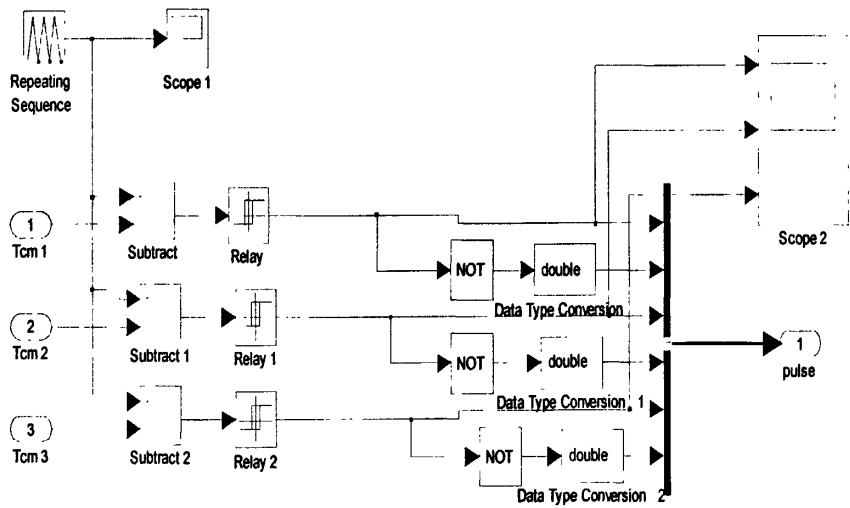 Repeating
Sequence
Scope 1
Scope 2
1
Tcm 1
Subtract
Relay
NOT
double
Data Type Conversion
2
Tcm 2
Subtract 1
Relay 1
NOT
double
Data Type Conversion 1
1
pulse
3
Tcm 3
Subtract 2
Relay 2
NOT
double
Data Type Conversion 2